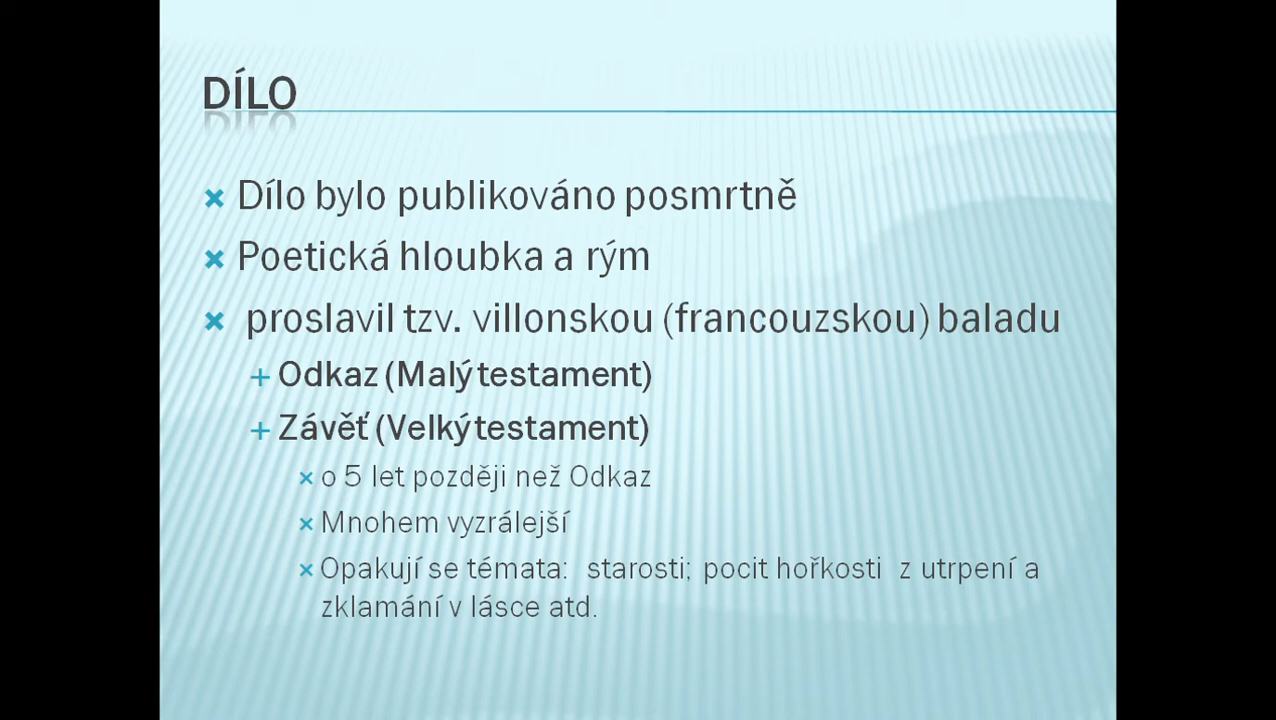 DÍLO
Dílo bylo publikováno posmrtně
Poetická hloubka a rým
proslavil tzv. villonskou (francouzskou) baladu
Odkaz (Malý testament)
Závěť (Velký testament)
o 5 let později než Odkaz
Mnohem vyzrálejší
Opakují se témata: starosti; pocit hořkosti z utrpení a
zklamání v lásce atd.